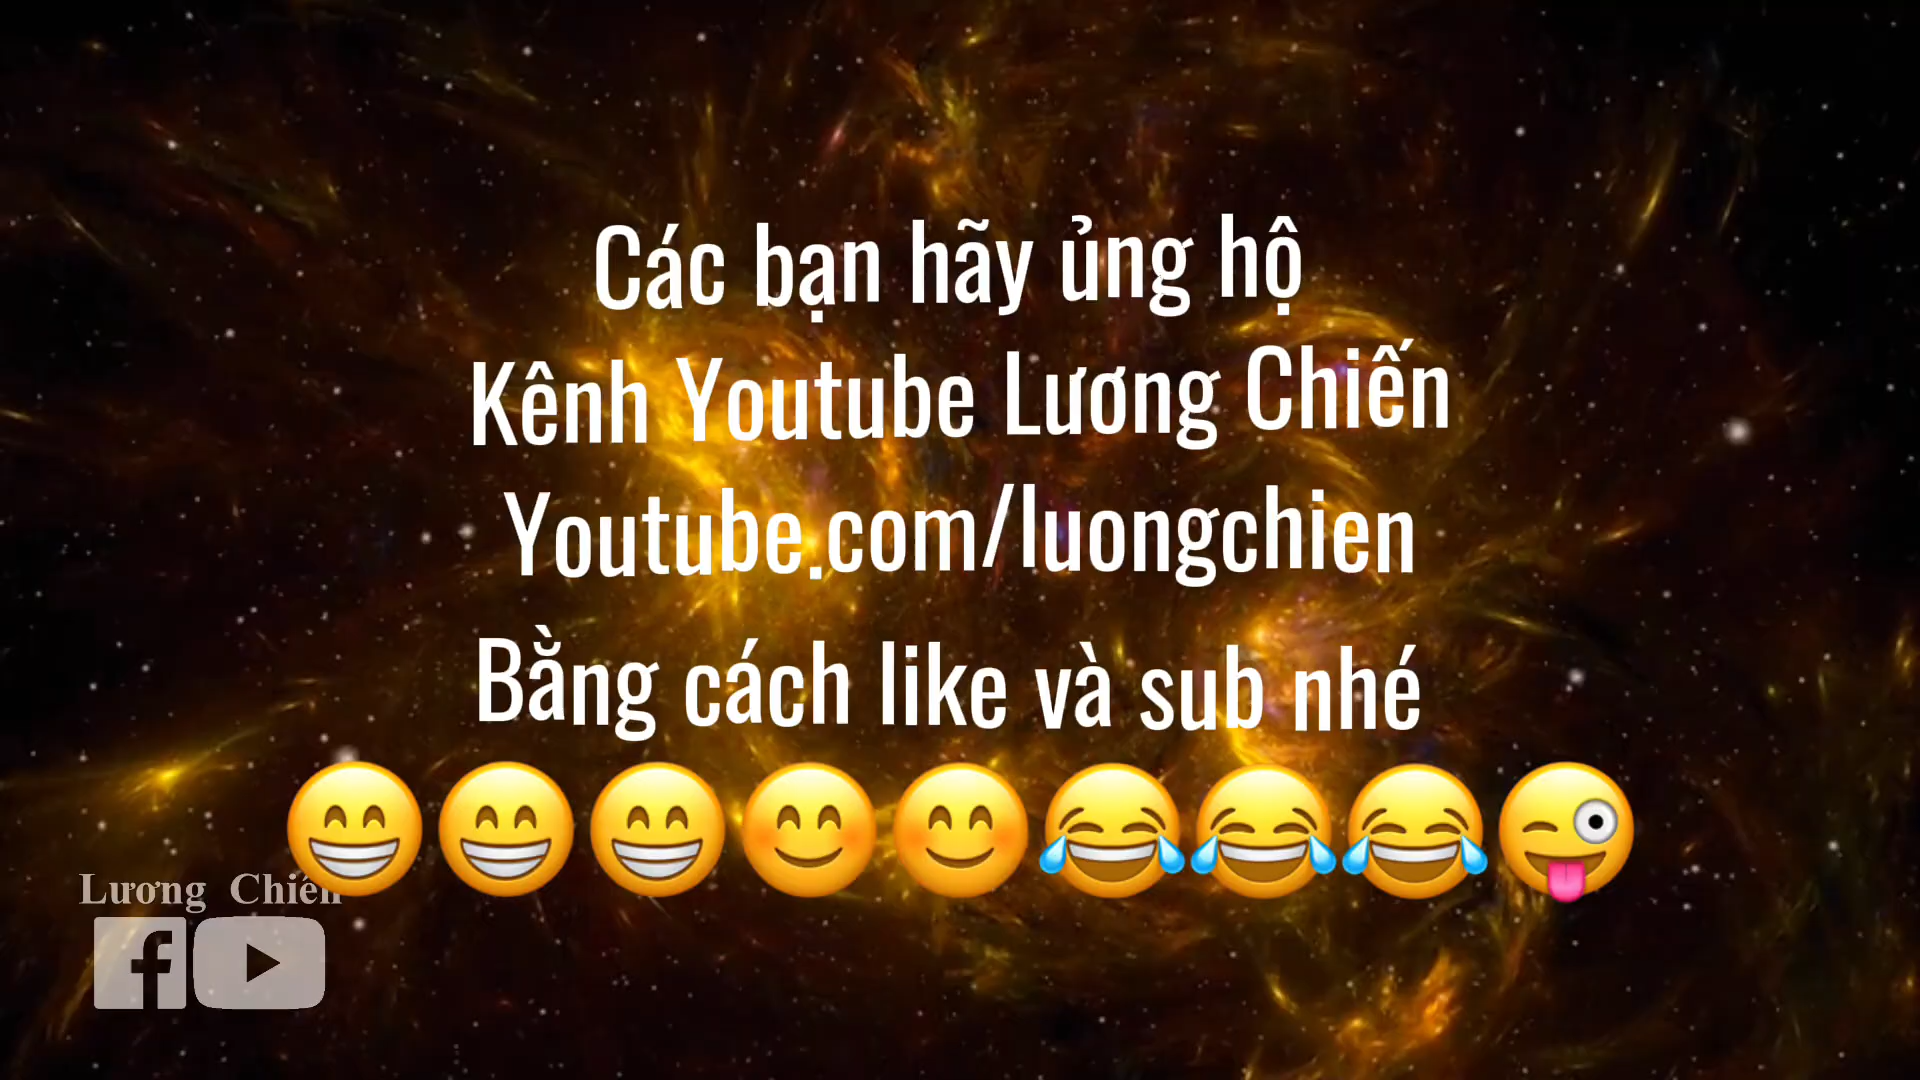 Các bạn hãy ủng hộ
Kênh Youtube Lương Chiến
Youtube.com/luongchien
Bằng cách like và sub nhé
😁😁😁😊😊😂😂😂😜
Lương Chiến